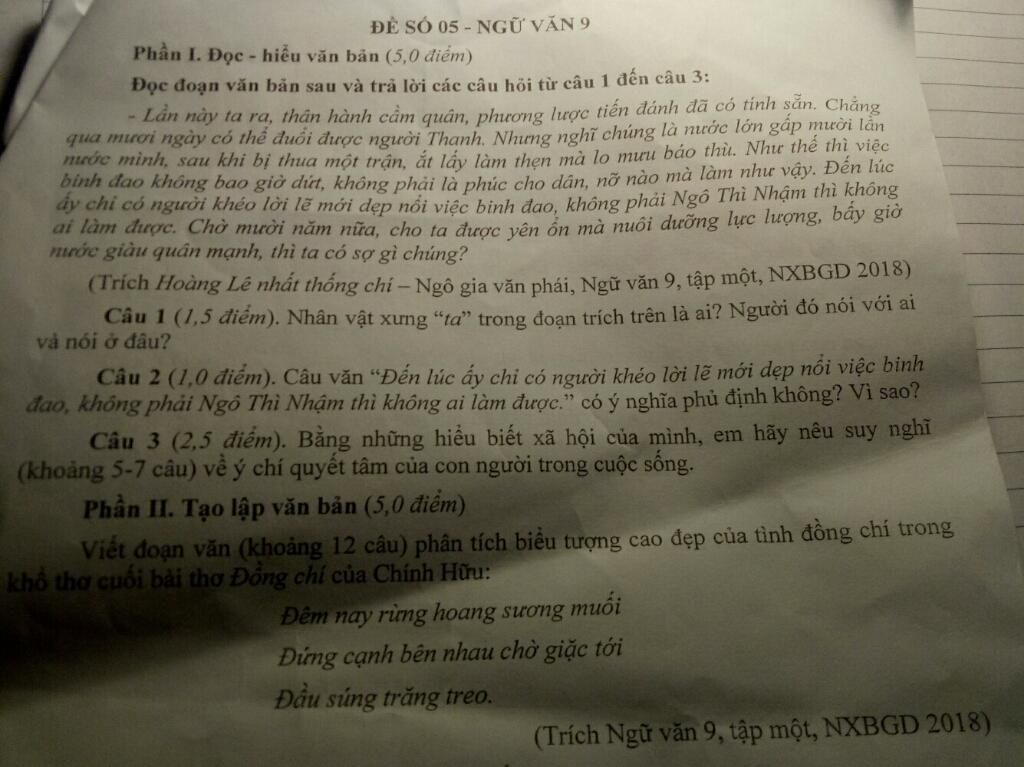 ĐỀ SỐ 05 - NGỮ VĂN 9
Phần I. Đọc - hiểu văn bản (5,0 điểm)
Đọc đoạn văn bản sau và trả lời các câu hỏi từ câu 1 đến câu 3:
- Lần này ta ra, thân hành cầm quân, phương lược tiến đánh đã có tính sẵn. Chẳng
qua mươi ngày có thể đuổi được người Thanh. Nhưng nghĩ chúng là nước lớn gấp mười lần
nước mình, sau khi bị thua một trận, ắt lấy làm thẹn mà lo mưu báo thù. Như thế thì việc
binh đao không bao giờ dứt, không phải là phúc cho dân, nỡ nào mà làm như vậy. Đến lúc
ấy chỉ có người khéo lời lẽ mới dẹp nổi việc binh đao, không phải Ngô Thì Nhậm thì không
ai làm được. Chờ mười năm nữa, cho ta được yên ổn mà nuôi dưỡng lực lượng, bấy giờ
nước giàu quân mạnh, thì ta có sợ gì chúng?
(Trích Hoàng Lê nhất thống chí – Ngô gia văn phái, Ngữ văn 9, tập một, NXBGD 2018)
Câu 1 (1,5 điểm). Nhân vật xưng “ta” trong đoạn trích trên là ai? Người đó nói với ai
và nói ở đâu?
Câu 2 (1,0 điểm). Câu văn “Đến lúc ấy chỉ có người khéo lời lẽ mới dẹp nổi việc binh
đao, không phải Ngô Thì Nhậm thì không ai làm được.” có ý nghĩa phủ định không? Vì sao?
Câu 3 (2,5 điểm). Bằng những hiểu biết xã hội của mình, em hãy nêu suy nghĩ
(khoảng 5-7 câu) về ý chí quyết tâm của con người trong cuộc sống.
Phần II. Tạo lập văn bản (5,0 điểm)
Viết đoạn văn (khoảng 12 câu) phân tích biểu tượng cao đẹp của tình đồng chí trong
khổ thơ cuối bài thơ Đồng chí của Chính Hữu:
Đêm nay rừng hoang sương muối
Đứng cạnh bên nhau chờ giặc tới
Đầu súng trăng treo.
(Trích Ngữ văn 9, tập một, NXBGD 2018)